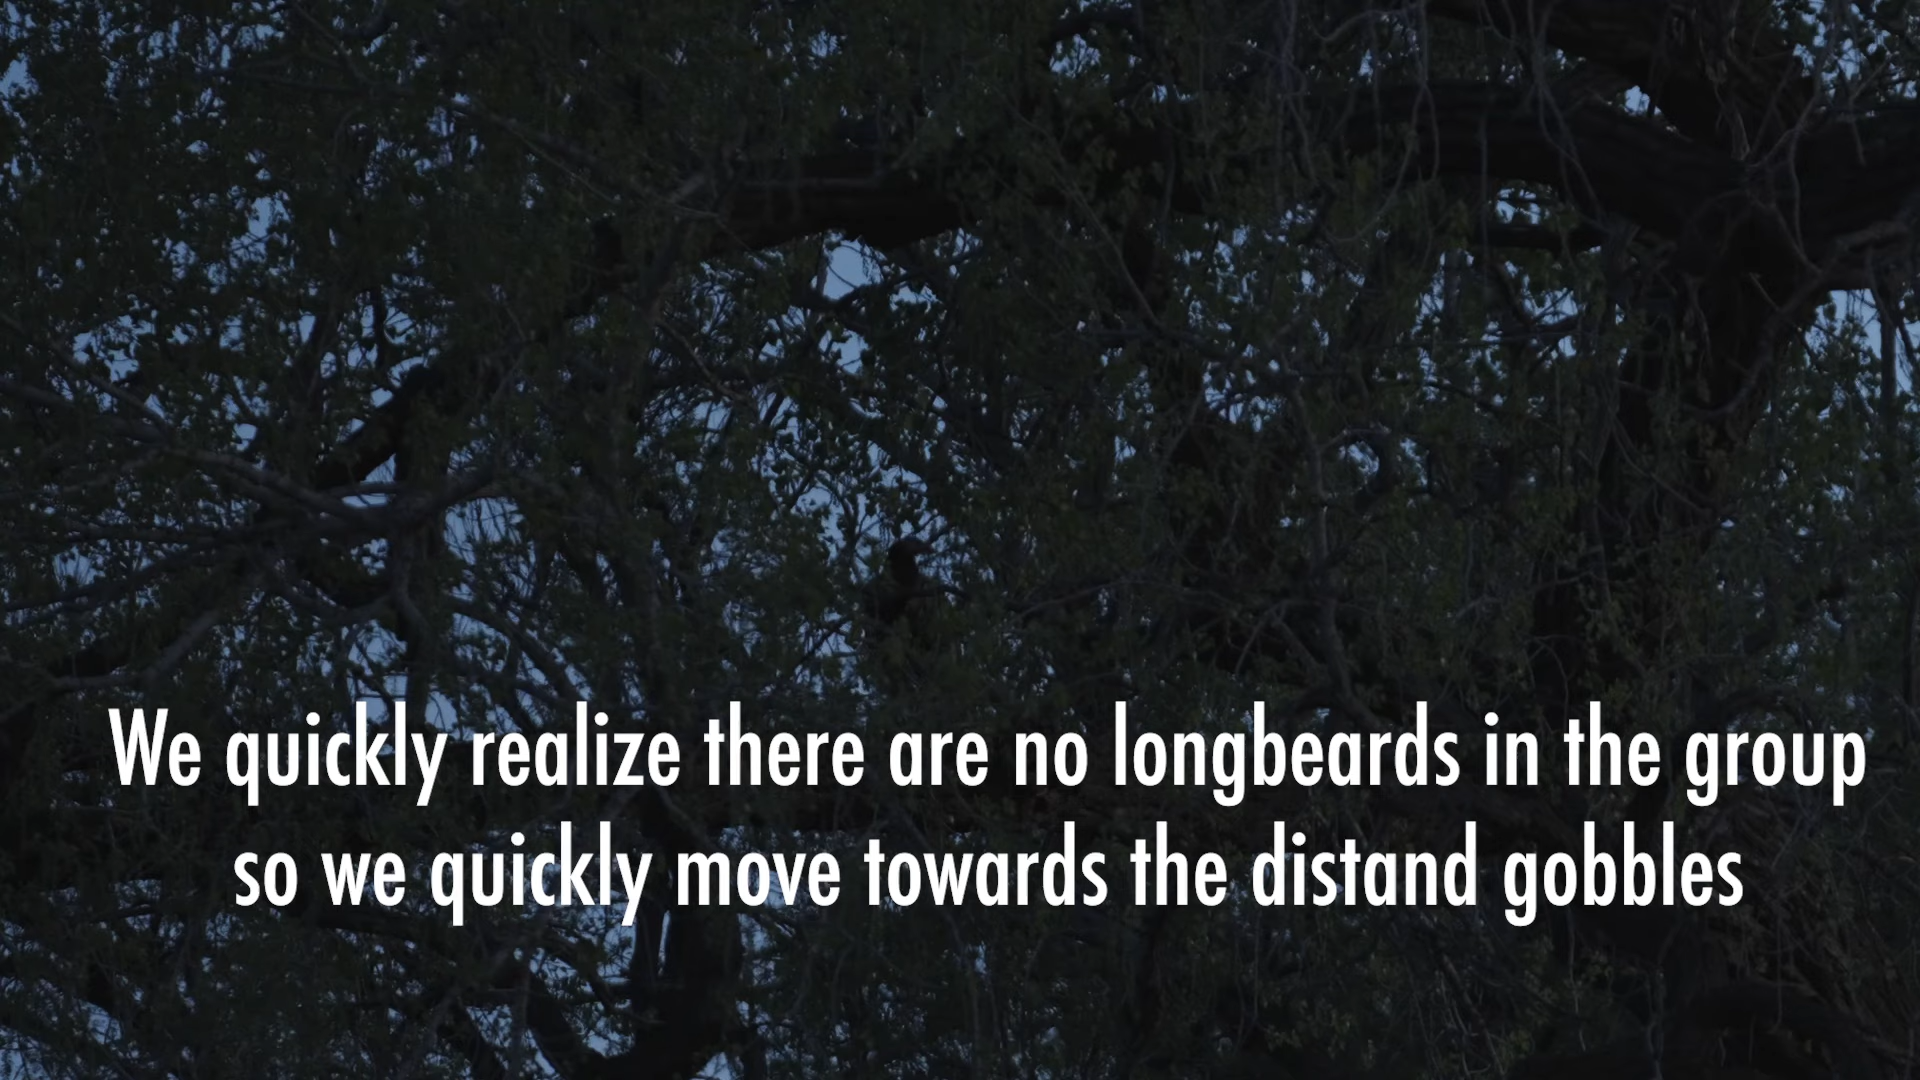 We quickly realize there are no longbeards in the group
so we quickly move towards the distand gobbles